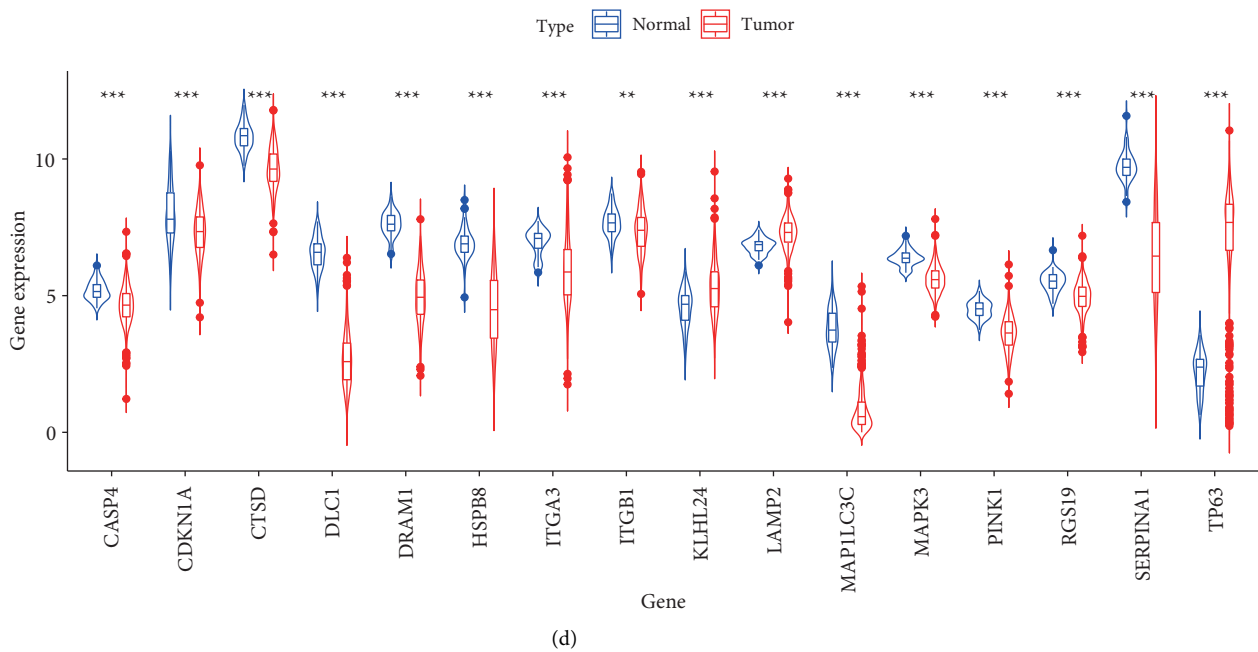 Type Normal Tumor
*** *** *** *** *** *** *** ** *** *** *** *** *** *** *** ***
Gene expression
10
5
0
CASP4
CDKN1A
CTSD
DLC1
DRAM1
HSPB8
ITGA3
ITGB1
KLHL24
LAMP2
MAP1LC3C
MAPK3
PINK1
RGS19
SERPINA1
TP63
Gene
(d)